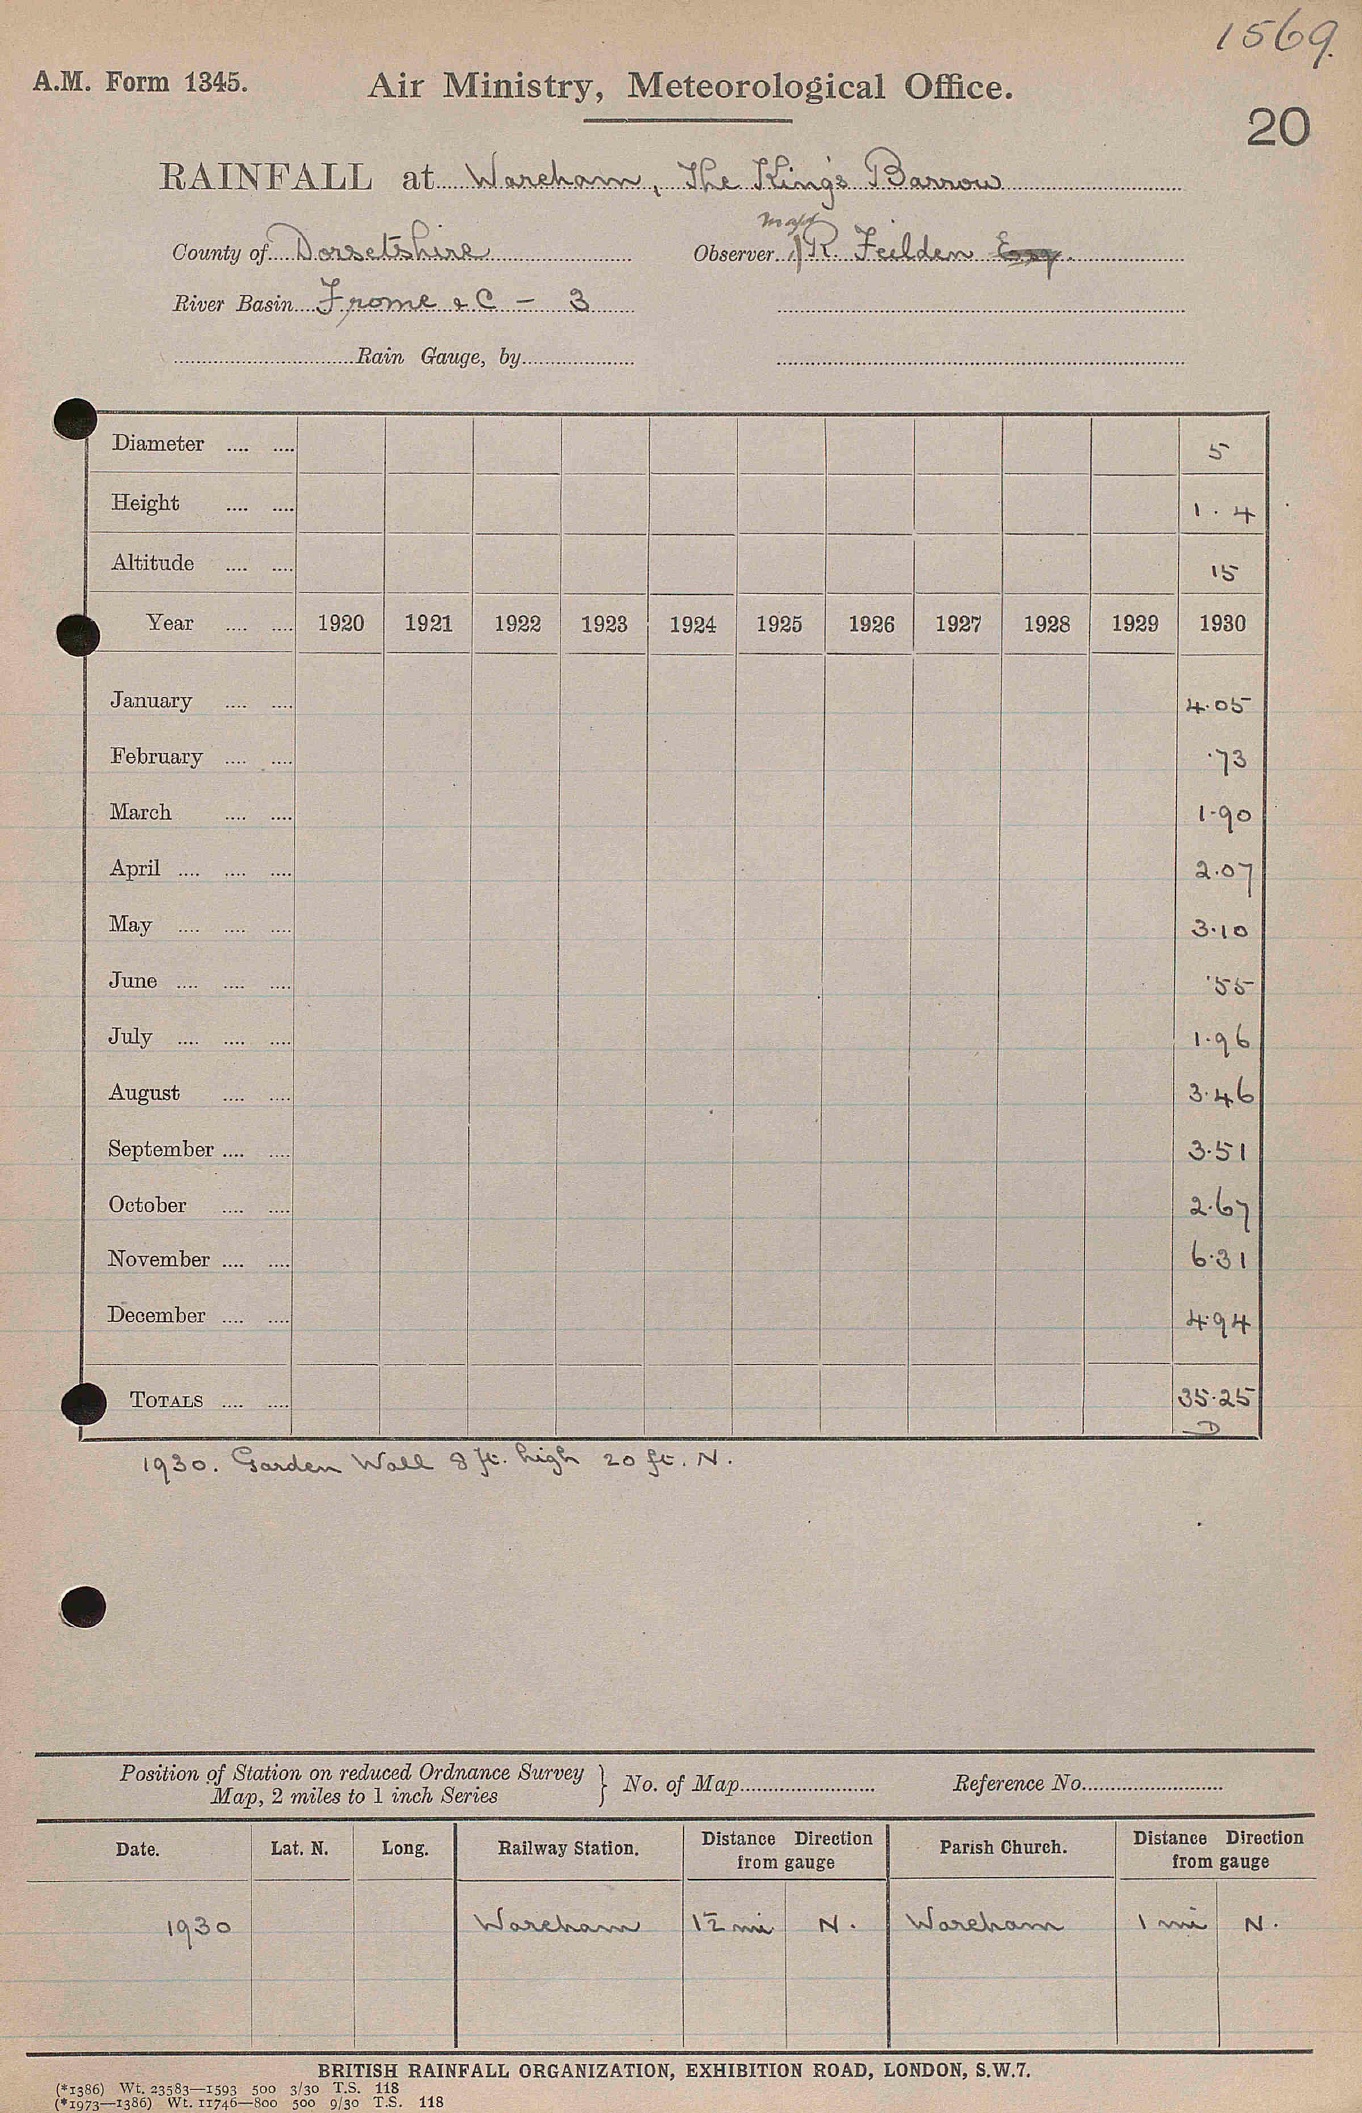 1569.
A.M. Form 1345. Air Ministry, Meteorological Office.
20
RAINFALL at Wareham, The King's Barrow
Major
County of Dorsetshire Observer R. Feilden Esq.
River Basin Frome &C - 3
Rain Gauge, by
Diameter .... .... 5
Height .... .... 1 . 4
Altitude .... .... 15
Year .... .... 1920 1921 1922 1923 1924 1925 1926 1927 1928 1929 1930
January .... .... 4.05
February .... .... .73
March .... .... 1.90
April .... .... .... 2.07
May .... .... .... 3.10
June .... .... .... .55
July .... .... .... 1.96
August .... .... 3.46
September .... .... 3.51
October .... .... 2.67
November .... .... 6.31
December .... .... 4.94
TOTALS .... .... 35.25
D
1930. Garden Wall 8 ft. high 20 ft. N.
Position of Station on reduced Ordnance Survey Map, 2 miles to 1 inch Series } No. of Map Reference No.
Date. Lat. N. Long. Railway Station. Distance Direction from gauge Parish Church. Distance Direction from gauge
1930 Wareham mi N. Wareham 1 mi N.
BRITISH RAINFALL ORGANIZATION, EXHIBITION ROAD, LONDON, S.W.7.
(*1386) Wt. 23583—1593 500 3/30 T.S. 118
(*1973—1386) Wt. 11746—800 500 9/30 T.S. 118